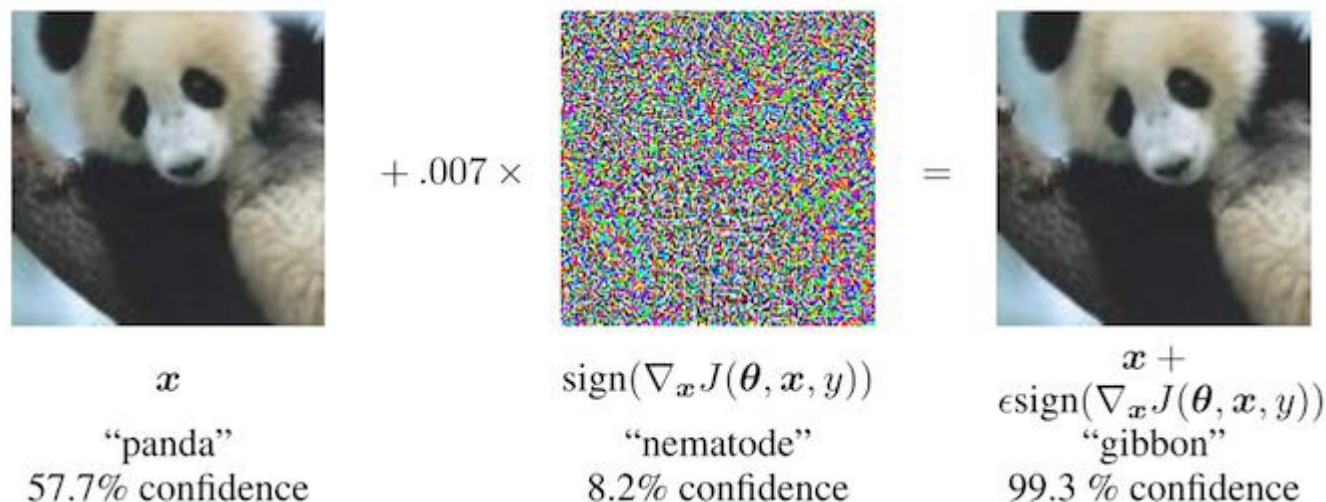 + .007 ×
=
x
sign(∇ₓJ(θ, x, y))
x +
ϵsign(∇ₓJ(θ, x, y))
“panda”
“nematode”
“gibbon”
57.7% confidence
8.2% confidence
99.3 % confidence